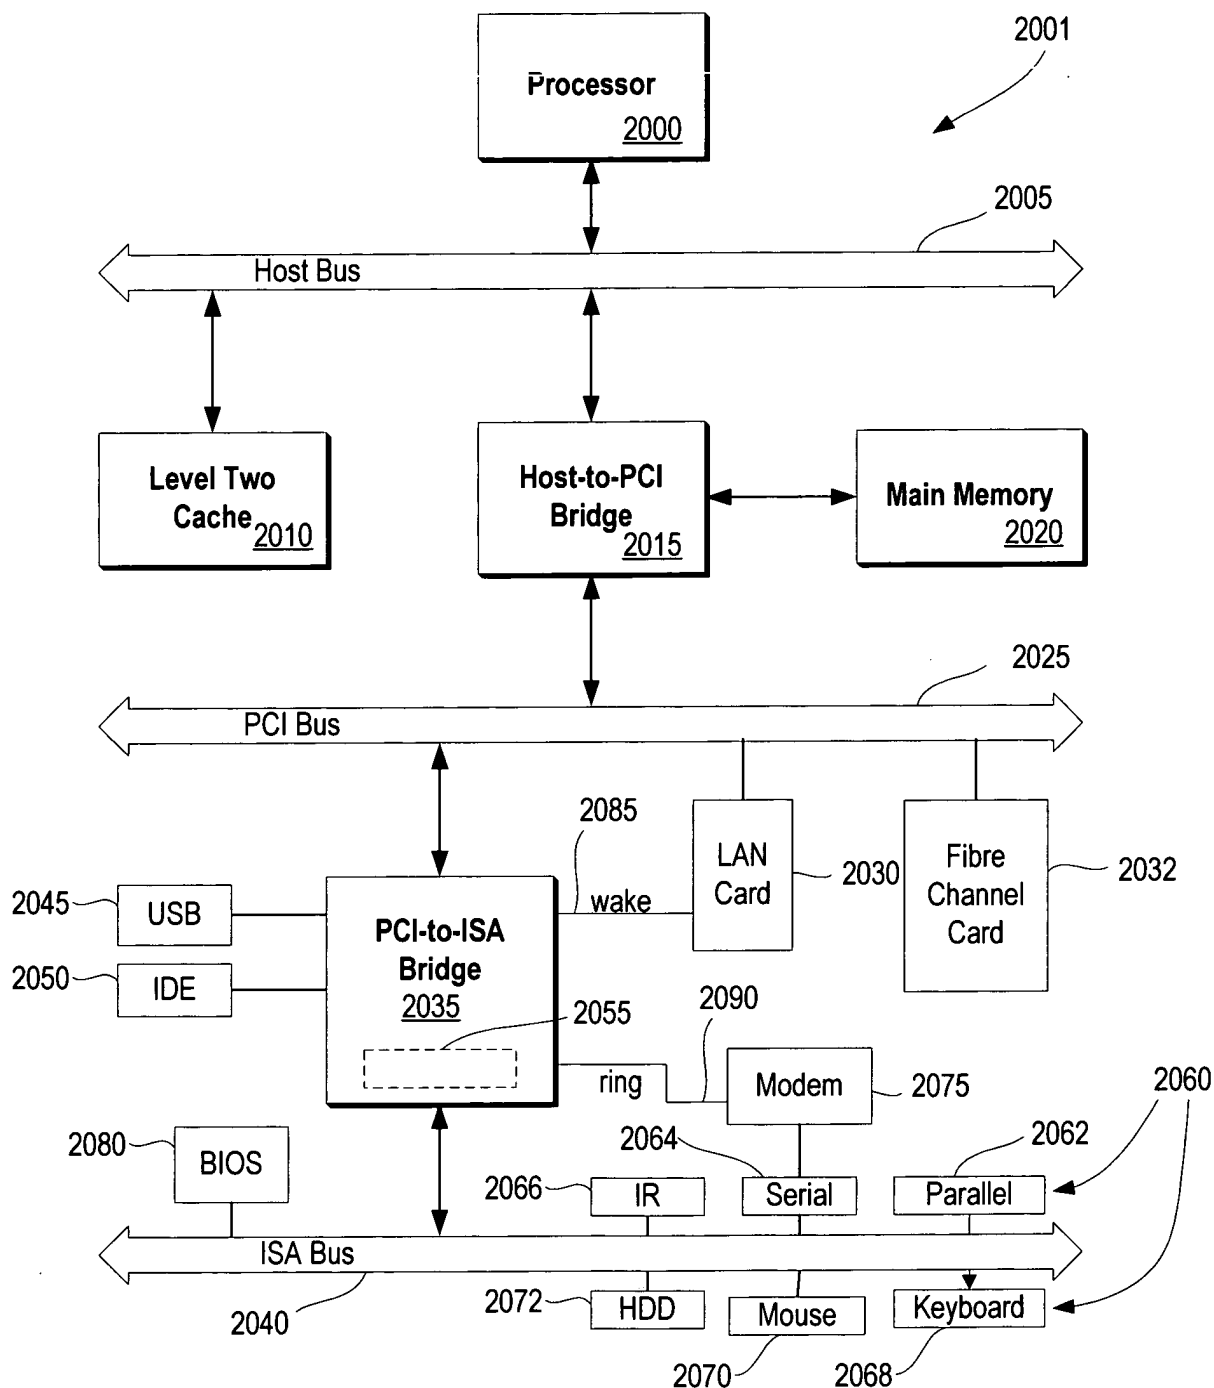 2001
Processor
2000
2005
Host Bus
Level Two
Cache
2010
Host-to-PCI
Bridge
2015
Main Memory
2020
2025
PCI Bus
2085
LAN
Card
2030
Fibre
Channel
Card
2032
2045
USB
wake
PCI-to-ISA
Bridge
2035
2050
IDE
2055
2090
ring
Modem
2075
2060
2080
BIOS
2064
2062
2066
IR
Serial
Parallel
ISA Bus
2040
2072
HDD
Mouse
Keyboard
2070
2068